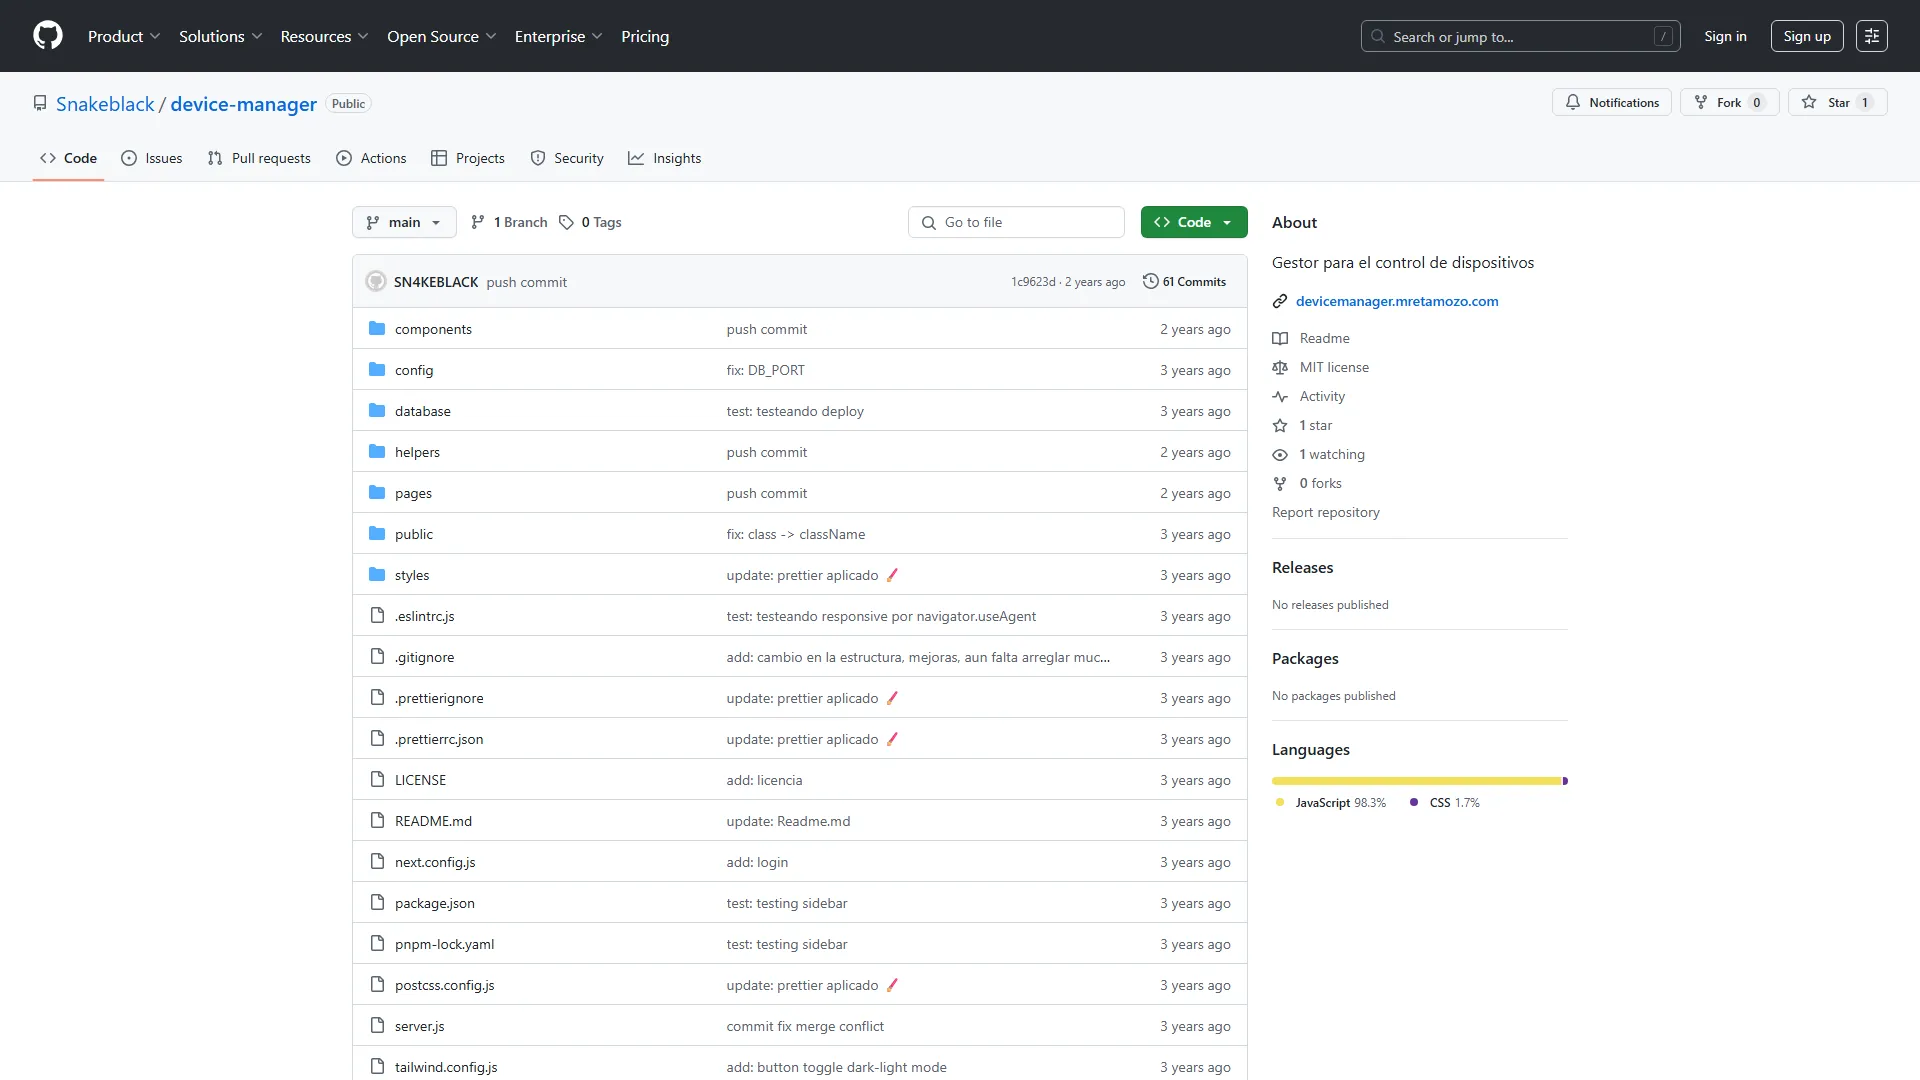 Product Solutions Resources Open Source Enterprise Pricing Search or jump to... / Sign in Sign up
Snakeblack / device-manager Public Notifications Fork 0 Star 1
Code Issues Pull requests Actions Projects Security Insights
main 1 Branch 0 Tags Go to file Code
SN4KEBLACK push commit 1c9623d · 2 years ago 61 Commits
components push commit 2 years ago
config fix: DB_PORT 3 years ago
database test: testeando deploy 3 years ago
helpers push commit 2 years ago
pages push commit 2 years ago
public fix: class -> className 3 years ago
styles update: prettier aplicado 3 years ago
.eslintrc.js test: testeando responsive por navigator.useAgent 3 years ago
.gitignore add: cambio en la estructura, mejoras, aun falta arreglar muc... 3 years ago
.prettierignore update: prettier aplicado 3 years ago
.prettierrc.json update: prettier aplicado 3 years ago
LICENSE add: licencia 3 years ago
README.md update: Readme.md 3 years ago
next.config.js add: login 3 years ago
package.json test: testing sidebar 3 years ago
pnpm-lock.yaml test: testing sidebar 3 years ago
postcss.config.js update: prettier aplicado 3 years ago
server.js commit fix merge conflict 3 years ago
tailwind.config.js add: button toggle dark-light mode 3 years ago
About
Gestor para el control de dispositivos
devicemanager.mretamozo.com
Readme
MIT license
Activity
1 star
1 watching
0 forks
Report repository
Releases
No releases published
Packages
No packages published
Languages
JavaScript 98.3% CSS 1.7%